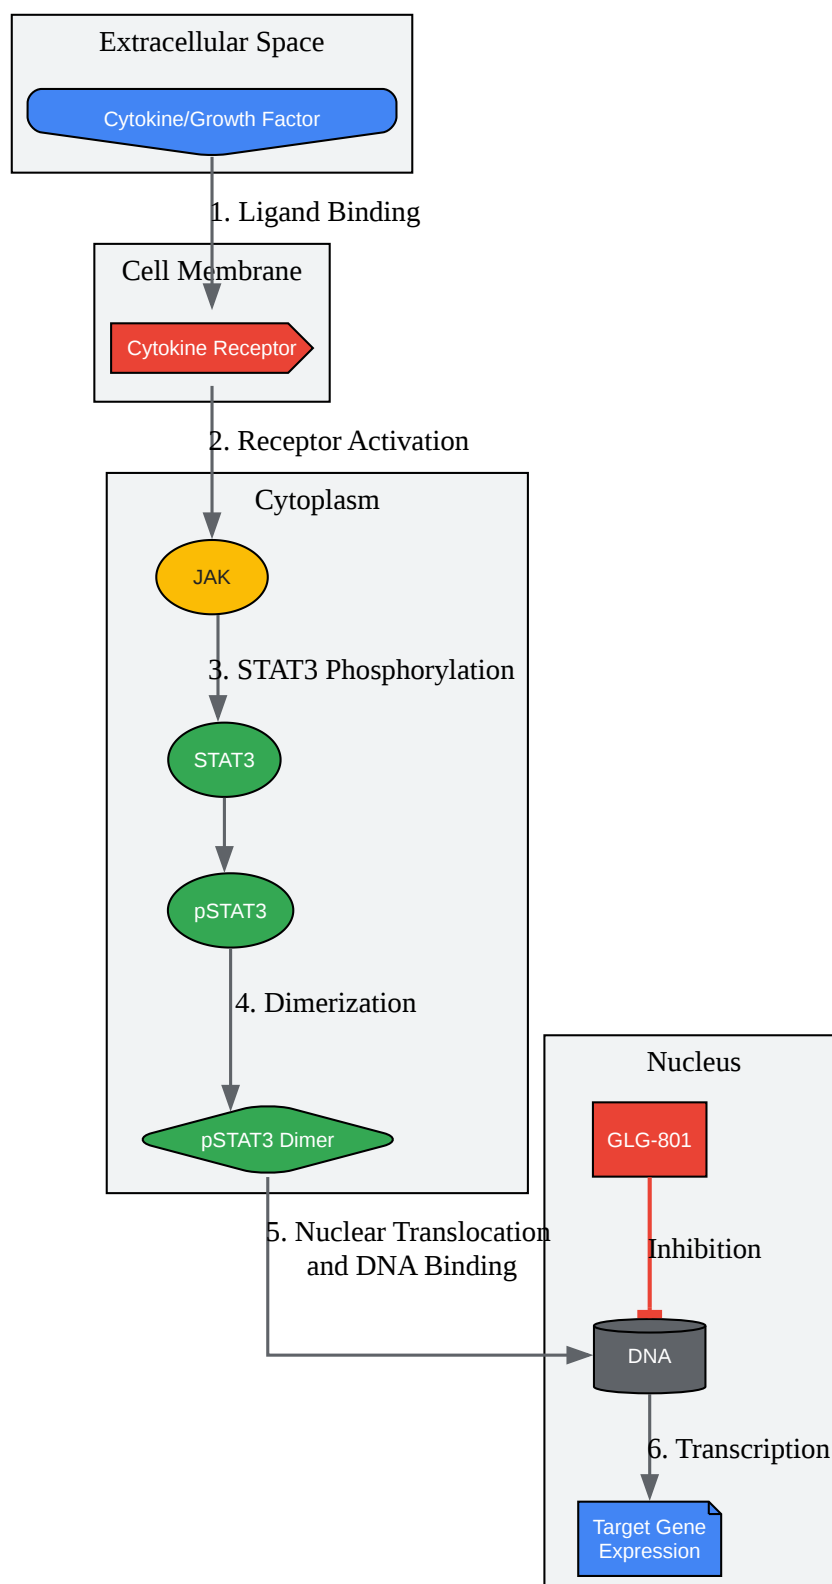 Extracellular Space
Cytokine/Growth Factor
1. Ligand Binding
Cell Membrane
Cytokine Receptor
2. Receptor Activation
Cytoplasm
JAK
3. STAT3 Phosphorylation
STAT3
pSTAT3
4. Dimerization
pSTAT3 Dimer
5. Nuclear Translocation
and DNA Binding
Nucleus
GLG-801
Inhibition
DNA
6. Transcription
Target Gene
Expression